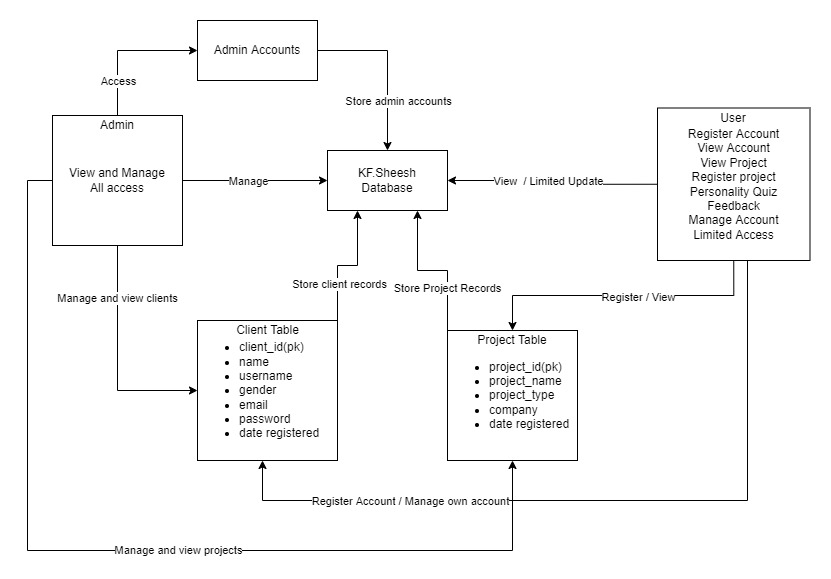 Admin Accounts
Access
Store admin accounts
Admin
View and Manage
All access
Manage
KF.Sheesh
Database
View / Limited Update
User
Register Account
View Account
View Project
Register project
Personality Quiz
Feedback
Manage Account
Limited Access
Manage and view clients
Store client records
Store Project Records
Register / View
Client Table
client_id(pk)
name
username
gender
email
password
date registered
Project Table
project_id(pk)
project_name
project_type
company
date registered
Register Account / Manage own account
Manage and view projects